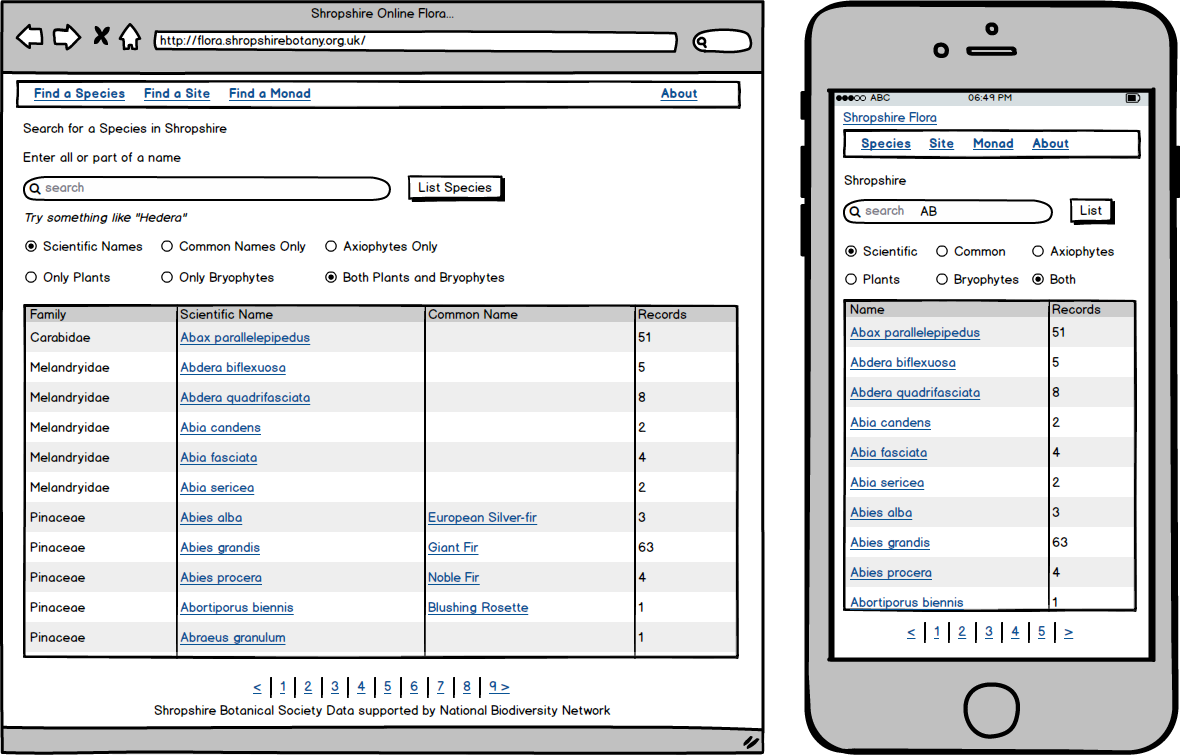 Shropshire Online Flora...
http://flora.shropshirebotany.org.uk/
Find a Species Find a Site Find a Monad About
Search for a Species in Shropshire
Enter all or part of a name
search List Species
Try something like "Hedera"
Scientific Names Common Names Only Axiophytes Only
Only Plants Only Bryophytes Both Plants and Bryophytes
Family Scientific Name Common Name Records
Carabidae Abax parallelepipedus 51
Melandryidae Abdera biflexuosa 5
Melandryidae Abdera quadrifasciata 8
Melandryidae Abia candens 2
Melandryidae Abia fasciata 4
Melandryidae Abia sericea 2
Pinaceae Abies alba European Silver-fir 3
Pinaceae Abies grandis Giant Fir 63
Pinaceae Abies procera Noble Fir 4
Pinaceae Abortiporus biennis Blushing Rosette 1
Pinaceae Abraeus granulum 1
< | 1 | 2 | 3 | 4 | 5 | 6 | 7 | 8 | 9 >
Shropshire Botanical Society Data supported by National Biodiversity Network
ABC 06:49 PM
Shropshire Flora
Species Site Monad About
Shropshire
search AB List
Scientific Common Axiophytes
Plants Bryophytes Both
Name Records
Abax parallelepipedus 51
Abdera biflexuosa 5
Abdera quadrifasciata 8
Abia candens 2
Abia fasciata 4
Abia sericea 2
Abies alba 3
Abies grandis 63
Abies procera 4
Abortiporus biennis 1
< | 1 | 2 | 3 | 4 | 5 | >